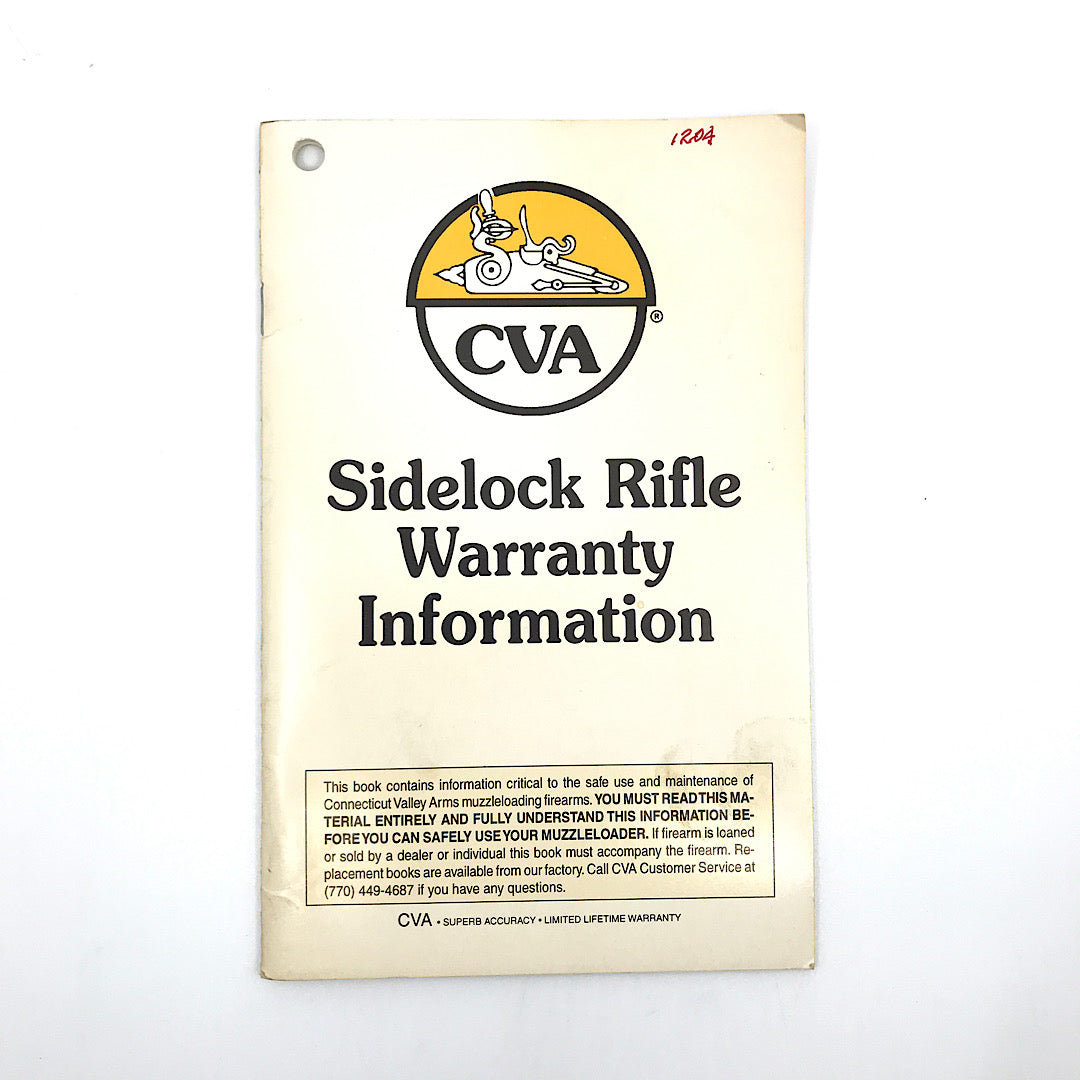 1204
CVA
®
Sidelock Rifle
Warranty
Information
This book contains information critical to the safe use and maintenance of
Connecticut Valley Arms muzzleloading firearms. YOU MUST READ THIS MA-
TERIAL ENTIRELY AND FULLY UNDERSTAND THIS INFORMATION BE-
FORE YOU CAN SAFELY USE YOUR MUZZLELOADER. If firearm is loaned
or sold by a dealer or individual this book must accompany the firearm. Re-
placement books are available from our factory. Call CVA Customer Service at
(770) 449-4687 if you have any questions.
CVA • SUPERB ACCURACY • LIMITED LIFETIME WARRANTY